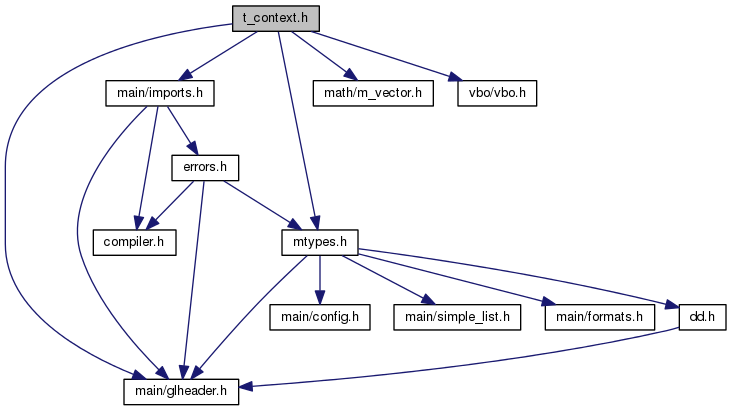 t_context.h
main/imports.h
math/m_vector.h
vbo/vbo.h
errors.h
compiler.h
mtypes.h
main/config.h
main/simple_list.h
main/formats.h
dd.h
main/glheader.h